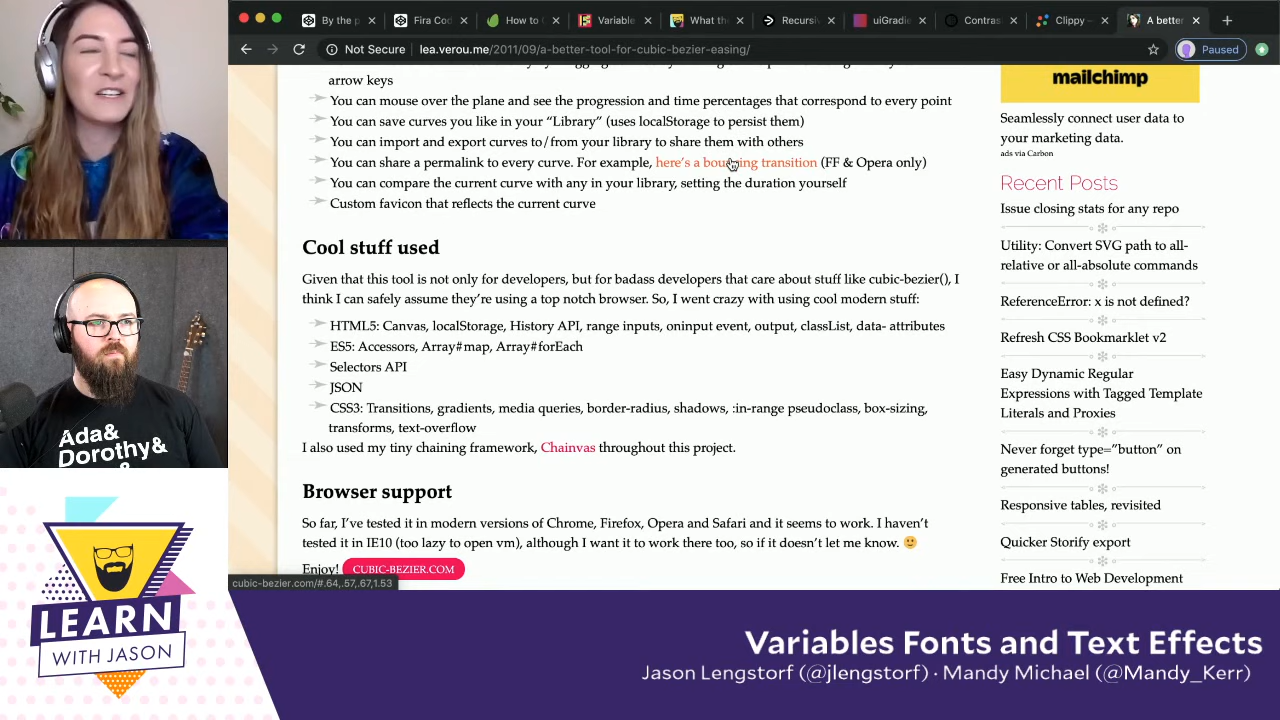 By the p
Fira Cod
How to C
Variable
What the
Recursiv
uiGradie
Contras
Clippy —
A better
Not Secure
lea.verou.me/2011/09/a-better-tool-for-cubic-bezier-easing/
Paused
arrow keys
You can mouse over the plane and see the progression and time percentages that correspond to every point
You can save curves you like in your “Library” (uses localStorage to persist them)
You can import and export curves to/from your library to share them with others
You can share a permalink to every curve. For example, here’s a bouncing transition (FF & Opera only)
You can compare the current curve with any in your library, setting the duration yourself
Custom favicon that reflects the current curve
Cool stuff used
Given that this tool is not only for developers, but for badass developers that care about stuff like cubic-bezier(), I
think I can safely assume they’re using a top notch browser. So, I went crazy with using cool modern stuff:
HTML5: Canvas, localStorage, History API, range inputs, oninput event, output, classList, data- attributes
ES5: Accessors, Array#map, Array#forEach
Selectors API
JSON
CSS3: Transitions, gradients, media queries, border-radius, shadows, :in-range pseudoclass, box-sizing,
transforms, text-overflow
I also used my tiny chaining framework, Chainvas throughout this project.
Browser support
So far, I’ve tested it in modern versions of Chrome, Firefox, Opera and Safari and it seems to work. I haven’t
tested it in IE10 (too lazy to open vm), although I want it to work there too, so if it doesn’t let me know.
Enjoy! CUBIC-BEZIER.COM
cubic-bezier.com/#.64,.57,.67,1.53
mailchimp
Seamlessly connect user data to
your marketing data.
ads via Carbon
Recent Posts
Issue closing stats for any repo
Utility: Convert SVG path to all-
relative or all-absolute commands
ReferenceError: x is not defined?
Refresh CSS Bookmarklet v2
Easy Dynamic Regular
Expressions with Tagged Template
Literals and Proxies
Never forget type=”button” on
generated buttons!
Responsive tables, revisited
Quicker Storify export
Free Intro to Web Development
Ada&
Dorothy&
LEARN
WITH JASON
Variables Fonts and Text Effects
Jason Lengstorf (@jlengstorf) · Mandy Michael (@Mandy_Kerr)